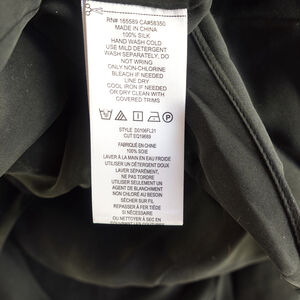 RN# 165589 CA#58350
MADE IN CHINA
100% SILK
HAND WASH COLD
USE MILD DETERGENT
WASH SEPARATELY, DO
NOT WRING
ONLY NON-CHLORINE
BLEACH IF NEEDED
LINE DRY
COOL IRON IF NEEDED
OR DRY CLEAN WITH
COVERED TRIMS
STYLE: D0106FL21
CUT EQ19689
FABRIQUÉ EN CHINE
100% SOIE
LAVER À LA MAIN EN EAU FROIDE
UTILISER UN DÉTERGENT DOUX
LAVER SÉPARÉMENT,
NE PAS TORDRE
UTILISER SEULEMENT UN
AGENT DE BLANCHIMENT
NON CHLORÉ AU BESOIN
SÉCHER SUR FIL
REPASSER À FER TIÈDE
SI NÉCESSAIRE
OU NETTOYER À SEC EN